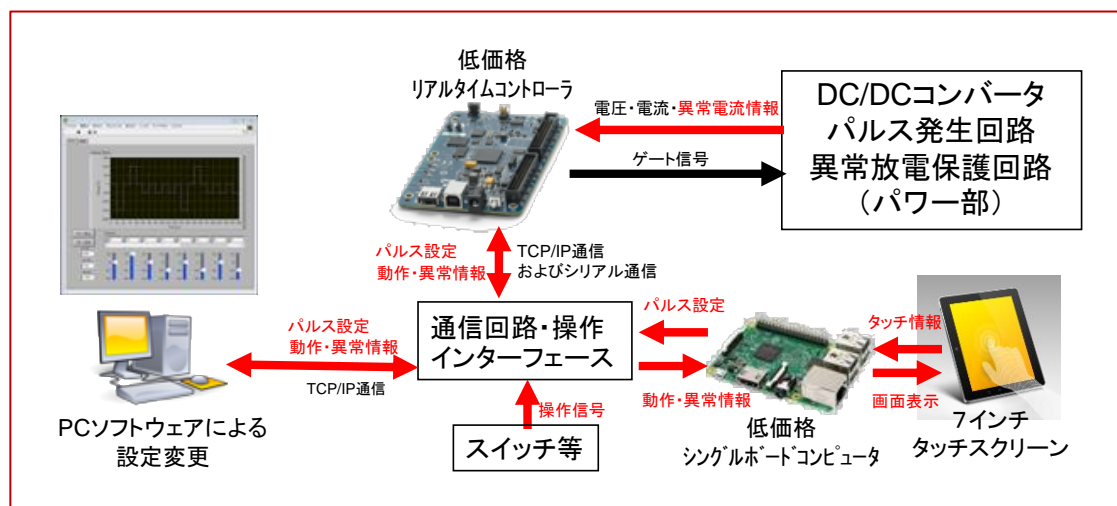 低価格
リアルタイムコントローラ
電圧・電流・異常電流情報
ゲート信号
DC/DCコンバータ
パルス発生回路
異常放電保護回路
（パワー部）
パルス設定
動作・異常情報
TCP/IP通信
およびシリアル通信
パルス設定
動作・異常情報
TCP/IP通信
通信回路・操作
インターフェース
パルス設定
動作・異常情報
タッチ情報
画面表示
操作信号
スイッチ等
PCソフトウェアによる
設定変更
低価格
シングルボードコンピュータ
7インチ
タッチスクリーン